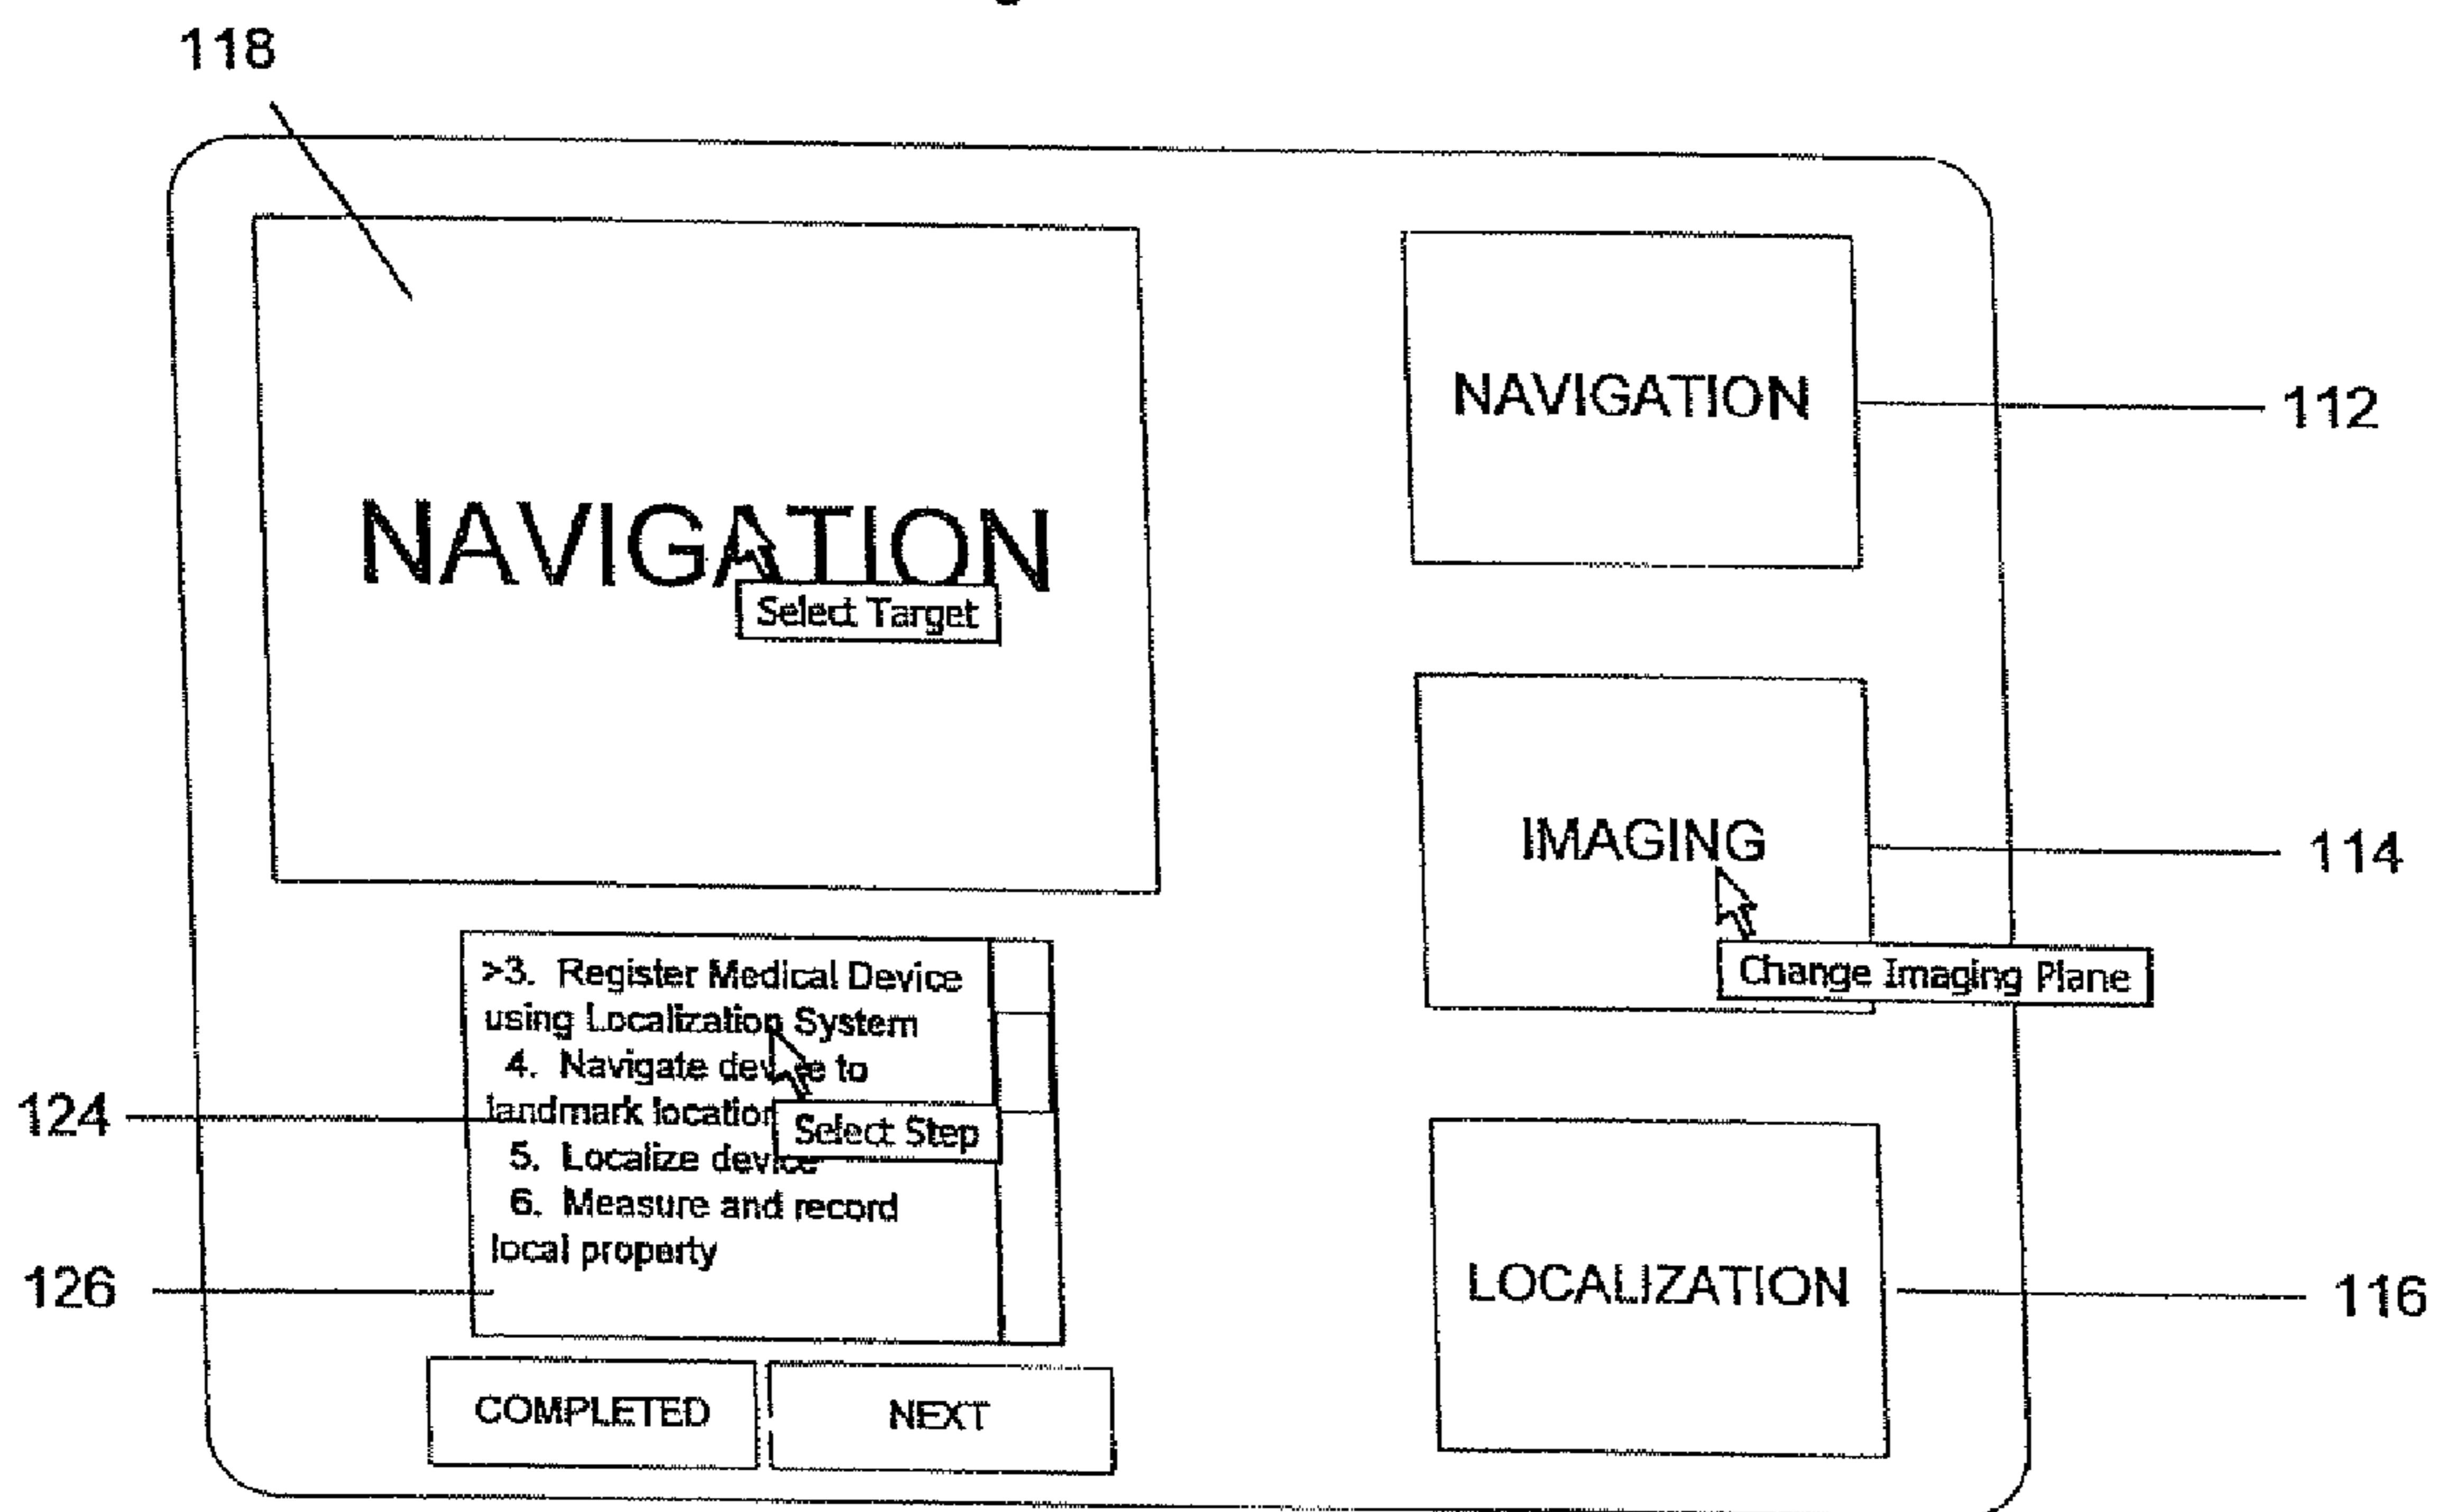 118
NAVIGATION
Select Target
NAVIGATION
112
IMAGING
114
Change Imaging Plane
>3. Register Medical Device
using Localization System
4. Navigate device to
landmark location
Select Step
5. Localize device
6. Measure and record
local property
124
126
LOCALIZATION
116
COMPLETED
NEXT